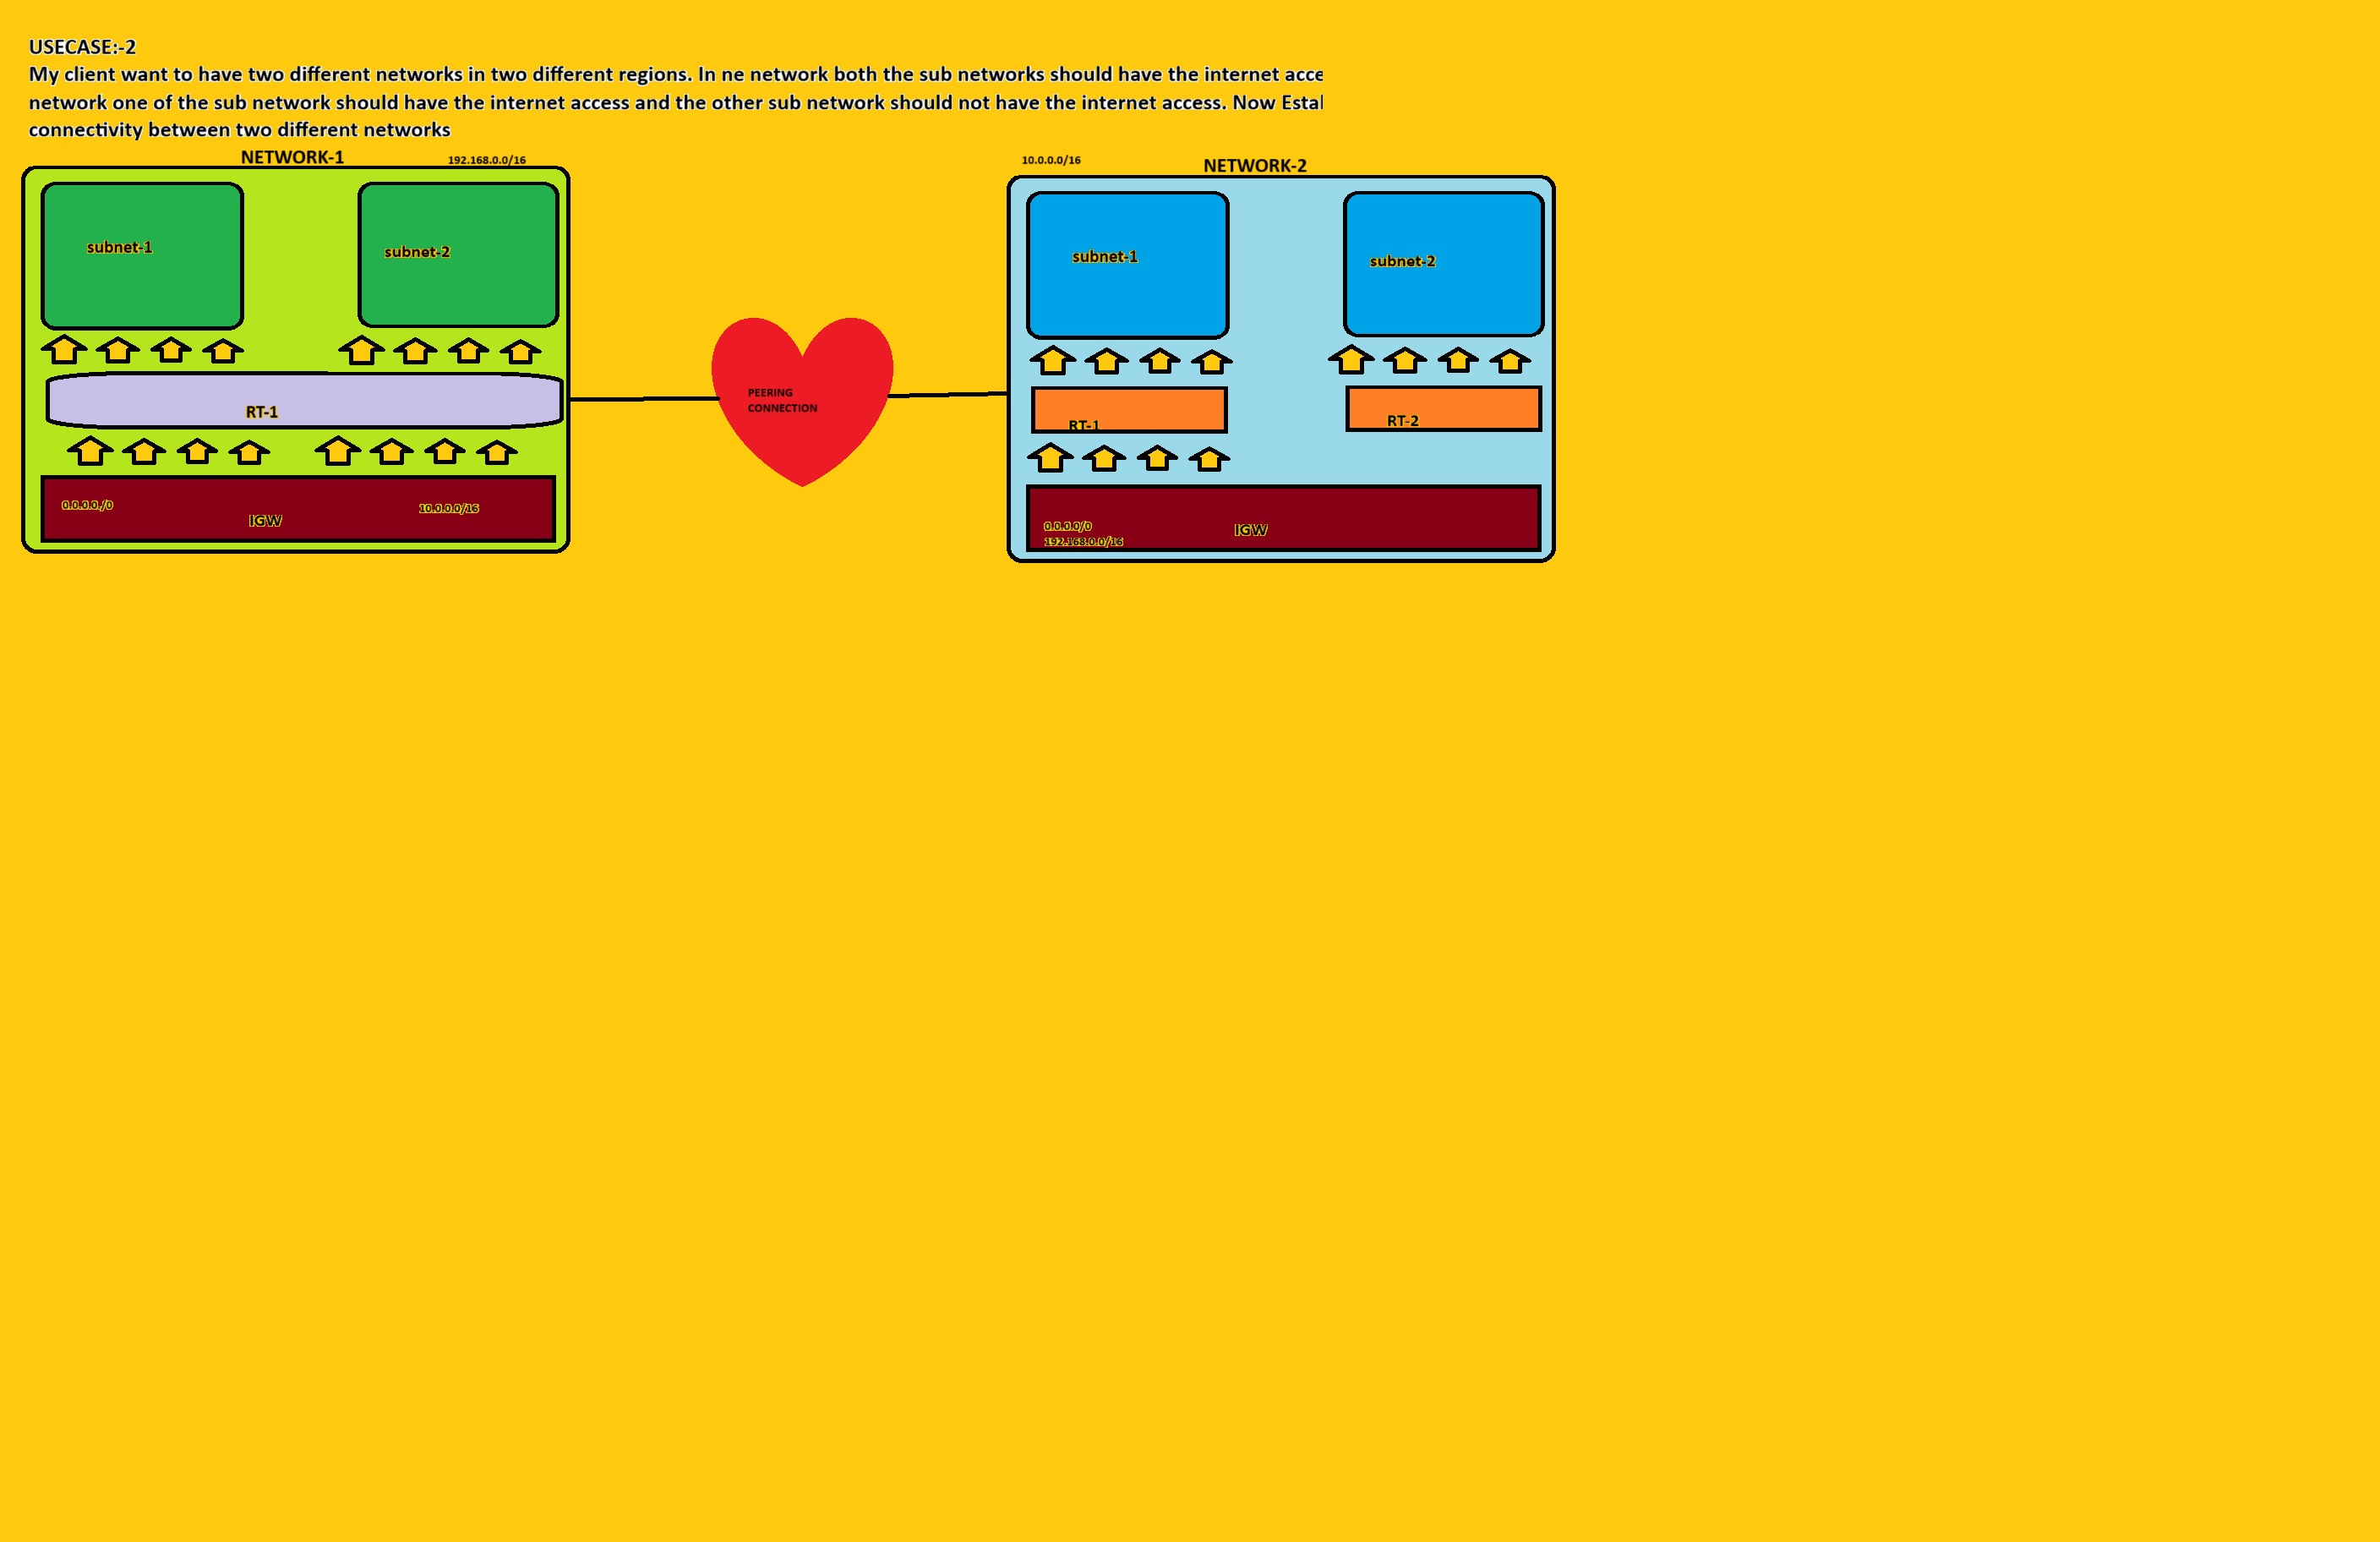 USECASE:-2
My client want to have two different networks in two different regions. In ne network both the sub networks should have the internet acce
network one of the sub network should have the internet access and the other sub network should not have the internet access. Now Estal
connectivity between two different networks
NETWORK-1
192.168.0.0/16
10.0.0.0/16
NETWORK-2
subnet-1
subnet-2
subnet-1
subnet-2
PEERING
CONNECTION
RT-1
RT-1
RT-2
0.0.0.0./0
10.0.0.0/16
IGW
0.0.0.0/0
IGW
192.168.0.0/16